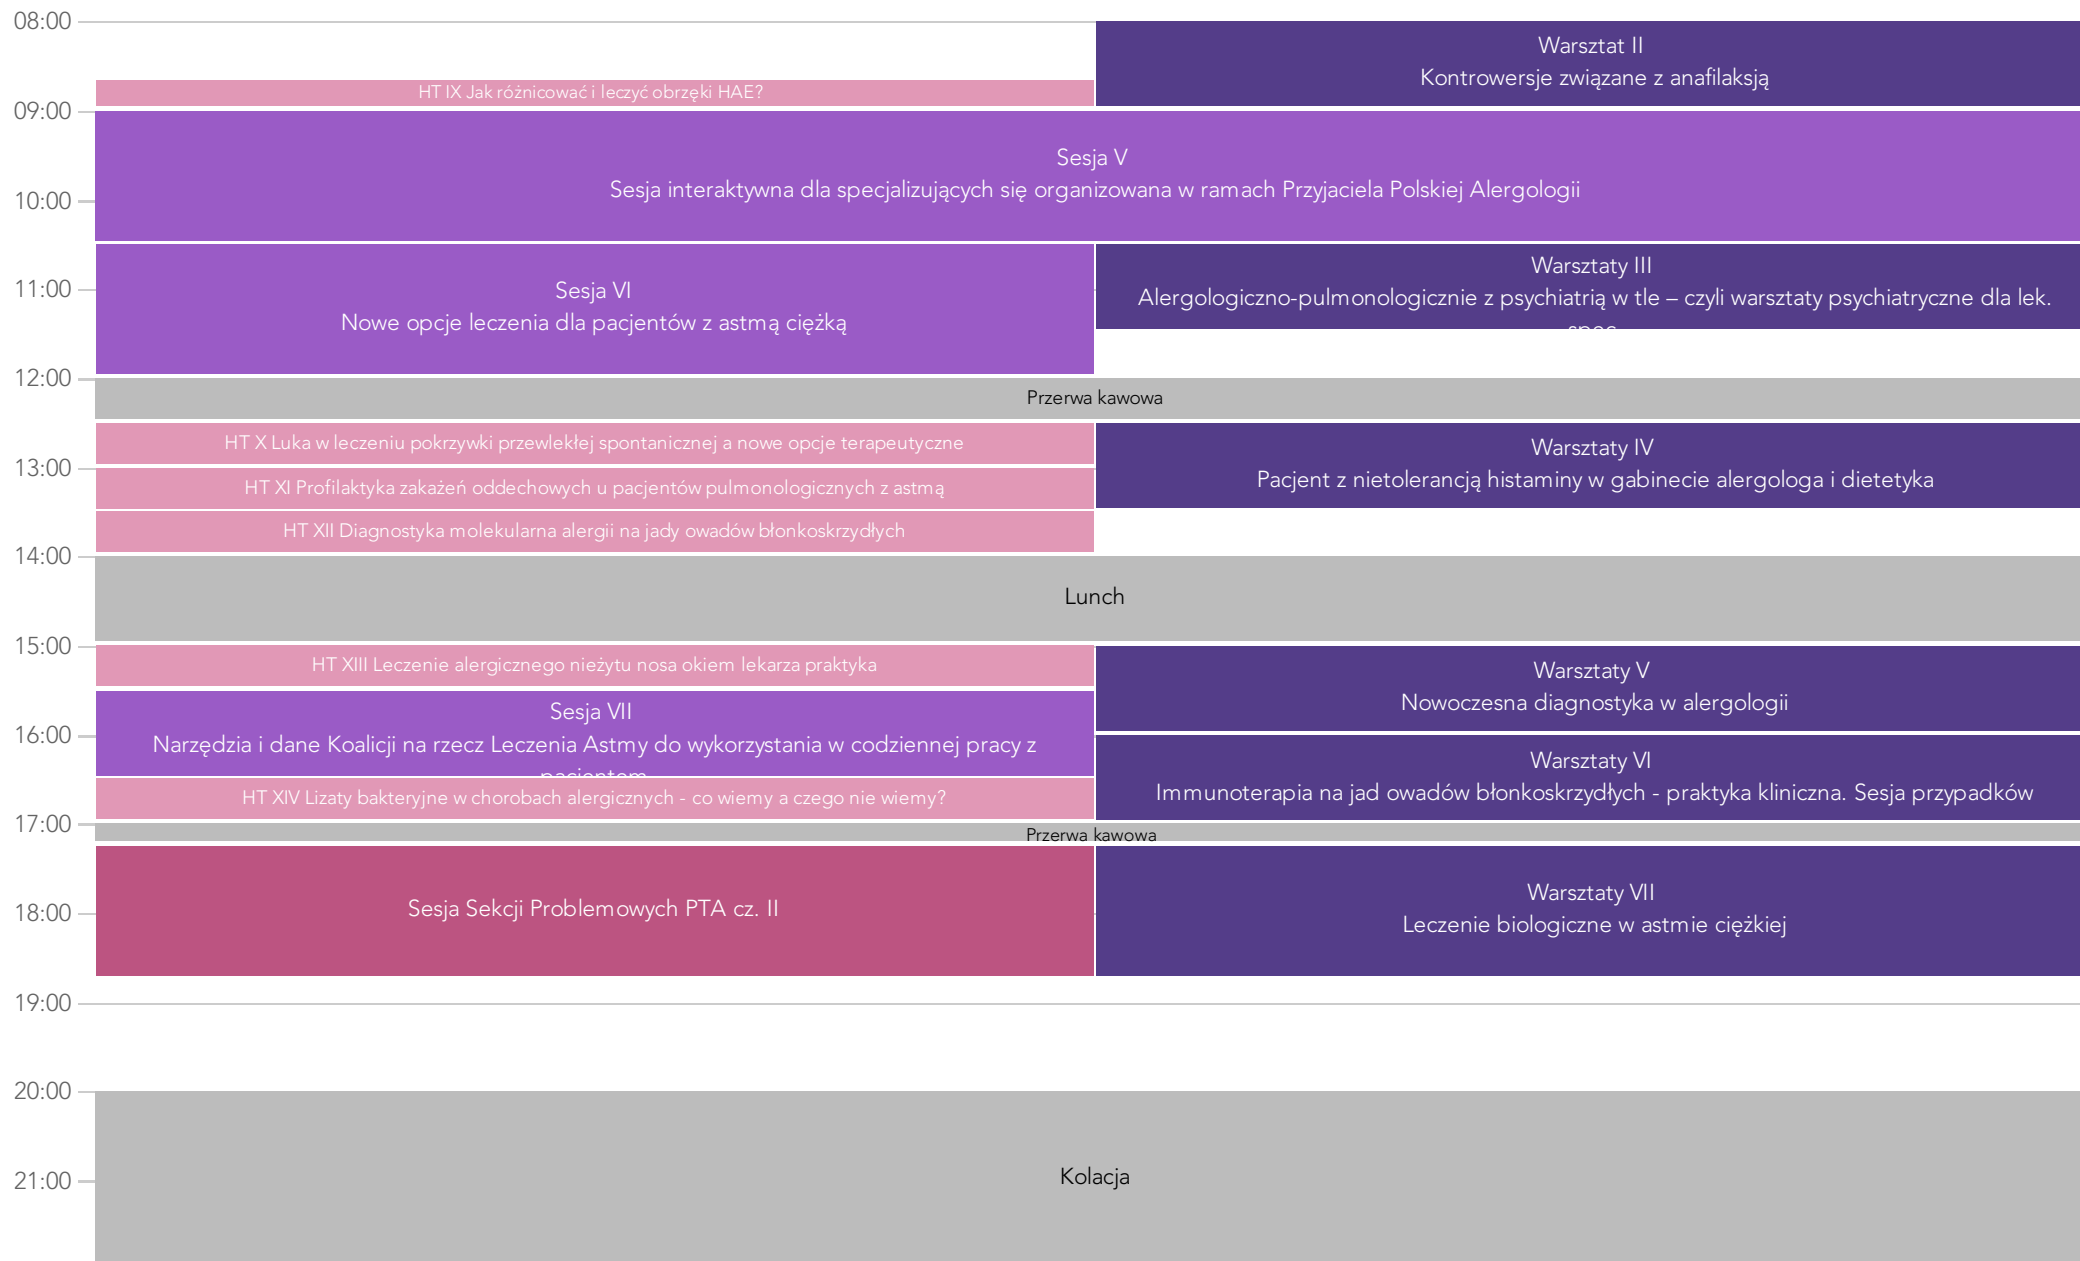 08:00
Warsztat II
Kontrowersje związane z anafilaksją
HT IX Jak różnicować i leczyć obrzęki HAE?
09:00
Sesja V
Sesja interaktywna dla specjalizujących się organizowana w ramach Przyjaciela Polskiej Alergologii
10:00
Sesja VI
Nowe opcje leczenia dla pacjentów z astmą ciężką
Warsztaty III
Alergologiczno-pulmonologicznie z psychiatrią w tle – czyli warsztaty psychiatryczne dla lek.
11:00
12:00
Przerwa kawowa
HT X Luka w leczeniu pokrzywki przewlekłej spontanicznej a nowe opcje terapeutyczne
Warsztaty IV
Pacjent z nietolerancją histaminy w gabinecie alergologa i dietetyka
13:00
HT XI Profilaktyka zakażeń oddechowych u pacjentów pulmonologicznych z astmą
HT XII Diagnostyka molekularna alergii na jady owadów błonkoskrzydłych
14:00
Lunch
15:00
HT XIII Leczenie alergicznego nieżytu nosa okiem lekarza praktyka
Warsztaty V
Nowoczesna diagnostyka w alergologii
Sesja VII
Narzędzia i dane Koalicji na rzecz Leczenia Astmy do wykorzystania w codziennej pracy z
pacjentem
16:00
Warsztaty VI
Immunoterapia na jad owadów błonkoskrzydłych - praktyka kliniczna. Sesja przypadków
HT XIV Lizaty bakteryjne w chorobach alergicznych - co wiemy a czego nie wiemy?
17:00
Przerwa kawowa
Sesja Sekcji Problemowych PTA cz. II
Warsztaty VII
Leczenie biologiczne w astmie ciężkiej
18:00
19:00
20:00
Kolacja
21:00